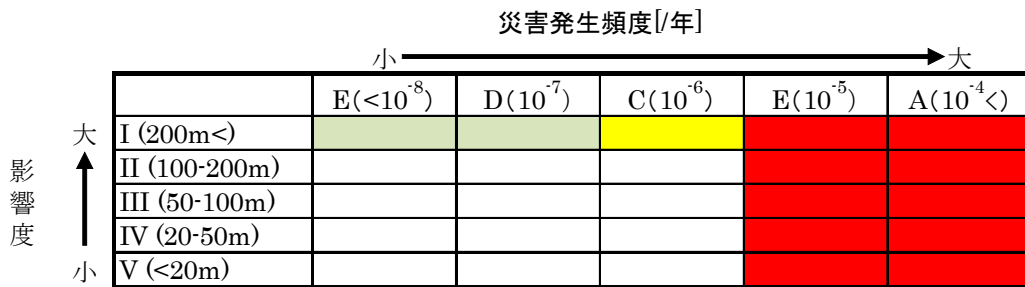 災害発生頻度[/年]
小 大
E(<10⁻⁸) D(10⁻⁷) C(10⁻⁶) E(10⁻⁵) A(10⁻⁴<)
大 I (200m<)
II (100-200m)
影響度 III (50-100m)
IV (20-50m)
小 V (<20m)